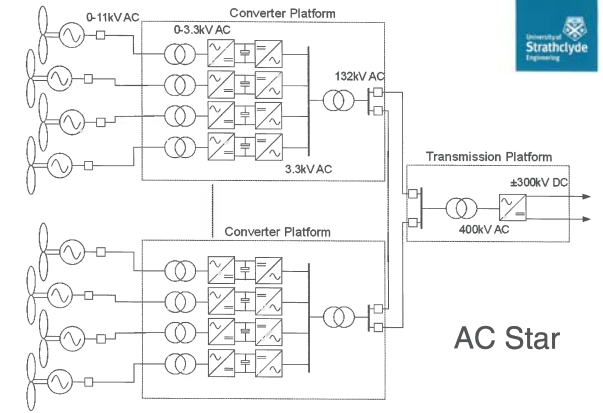 Converter Platform
University of
Strathclyde
Engineering
0-11kV AC
0-3.3kV AC
132kV AC
3.3kV AC
Transmission Platform
±300kV DC
400kV AC
Converter Platform
AC Star